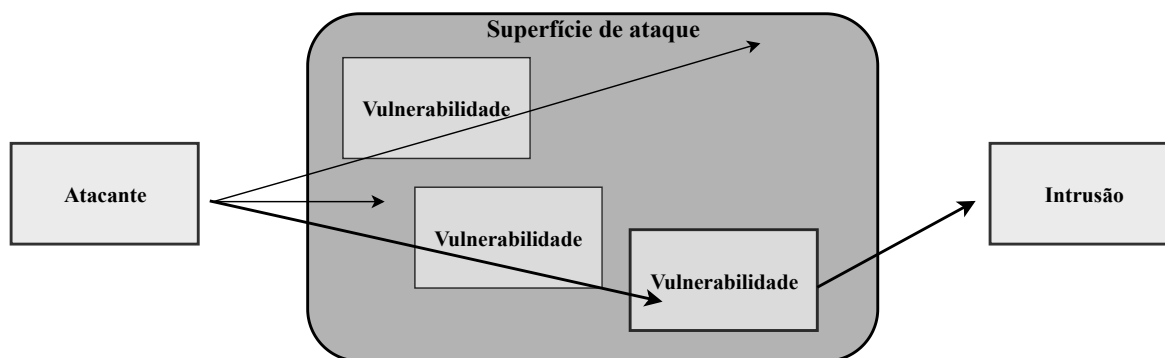 Superfície de ataque
Vulnerabilidade
Atacante
Vulnerabilidade
Vulnerabilidade
Intrusão